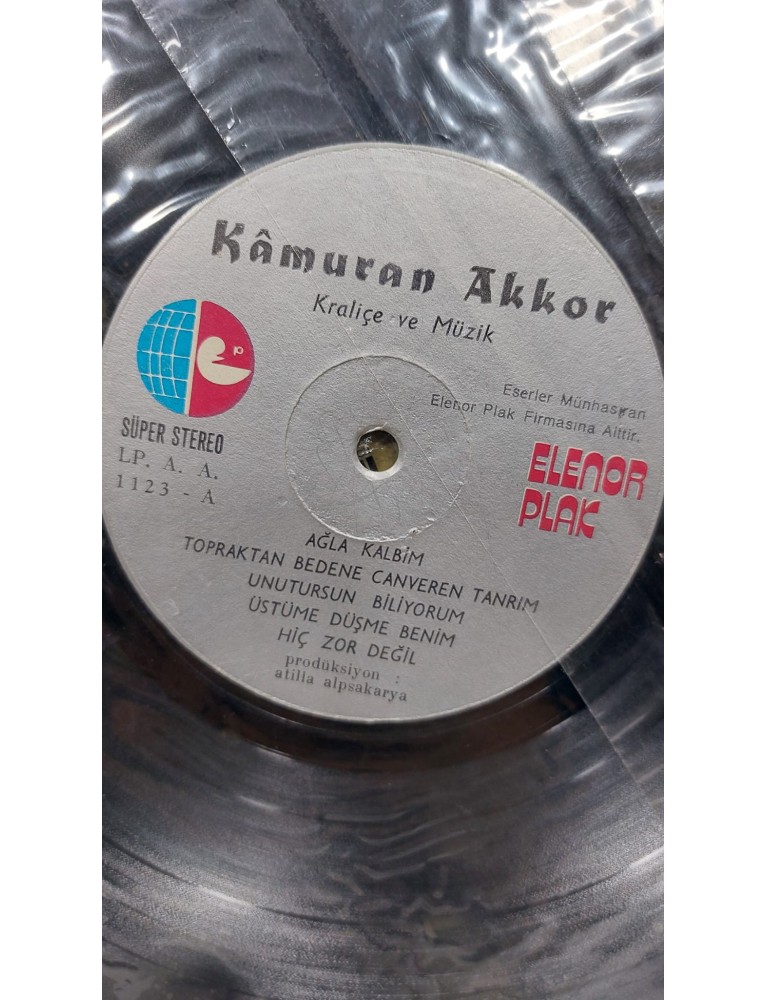 Kâmuran Akkor
Kraliçe ve Müzik
Eserler Münhasıran
Elenor Plak Firmasına Aittir.
SÜPER STEREO
LP. A. A.
1123 - A
ELENOR
PLAK
AĞLA KALBİM
TOPRAKTAN BEDENE CANVEREN TANRIM
UNUTURSUN BİLİYORUM
ÜSTÜME DÜŞME BENİM
HİÇ ZOR DEĞİL
prodüksiyon :
atilla alpsakarya